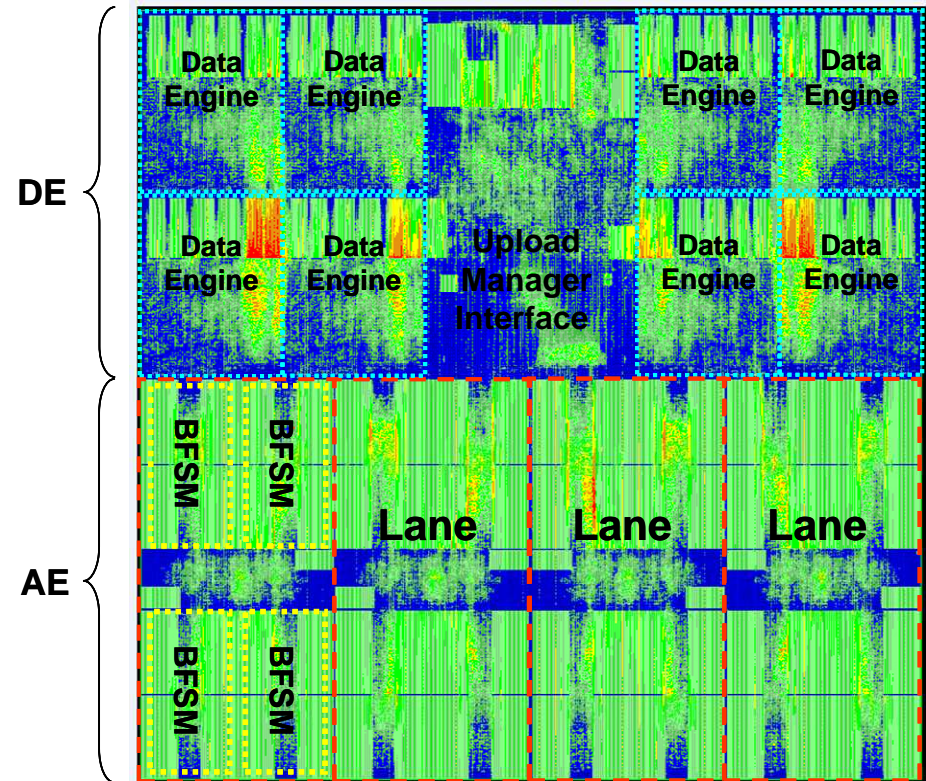 Data
Engine
Data
Engine
Data
Engine
Data
Engine
DE
Data
Engine
Data
Engine
Upload
Manager
Interface
Data
Engine
Data
Engine
BFSM
BFSM
Lane
Lane
Lane
AE
BFSM
BFSM